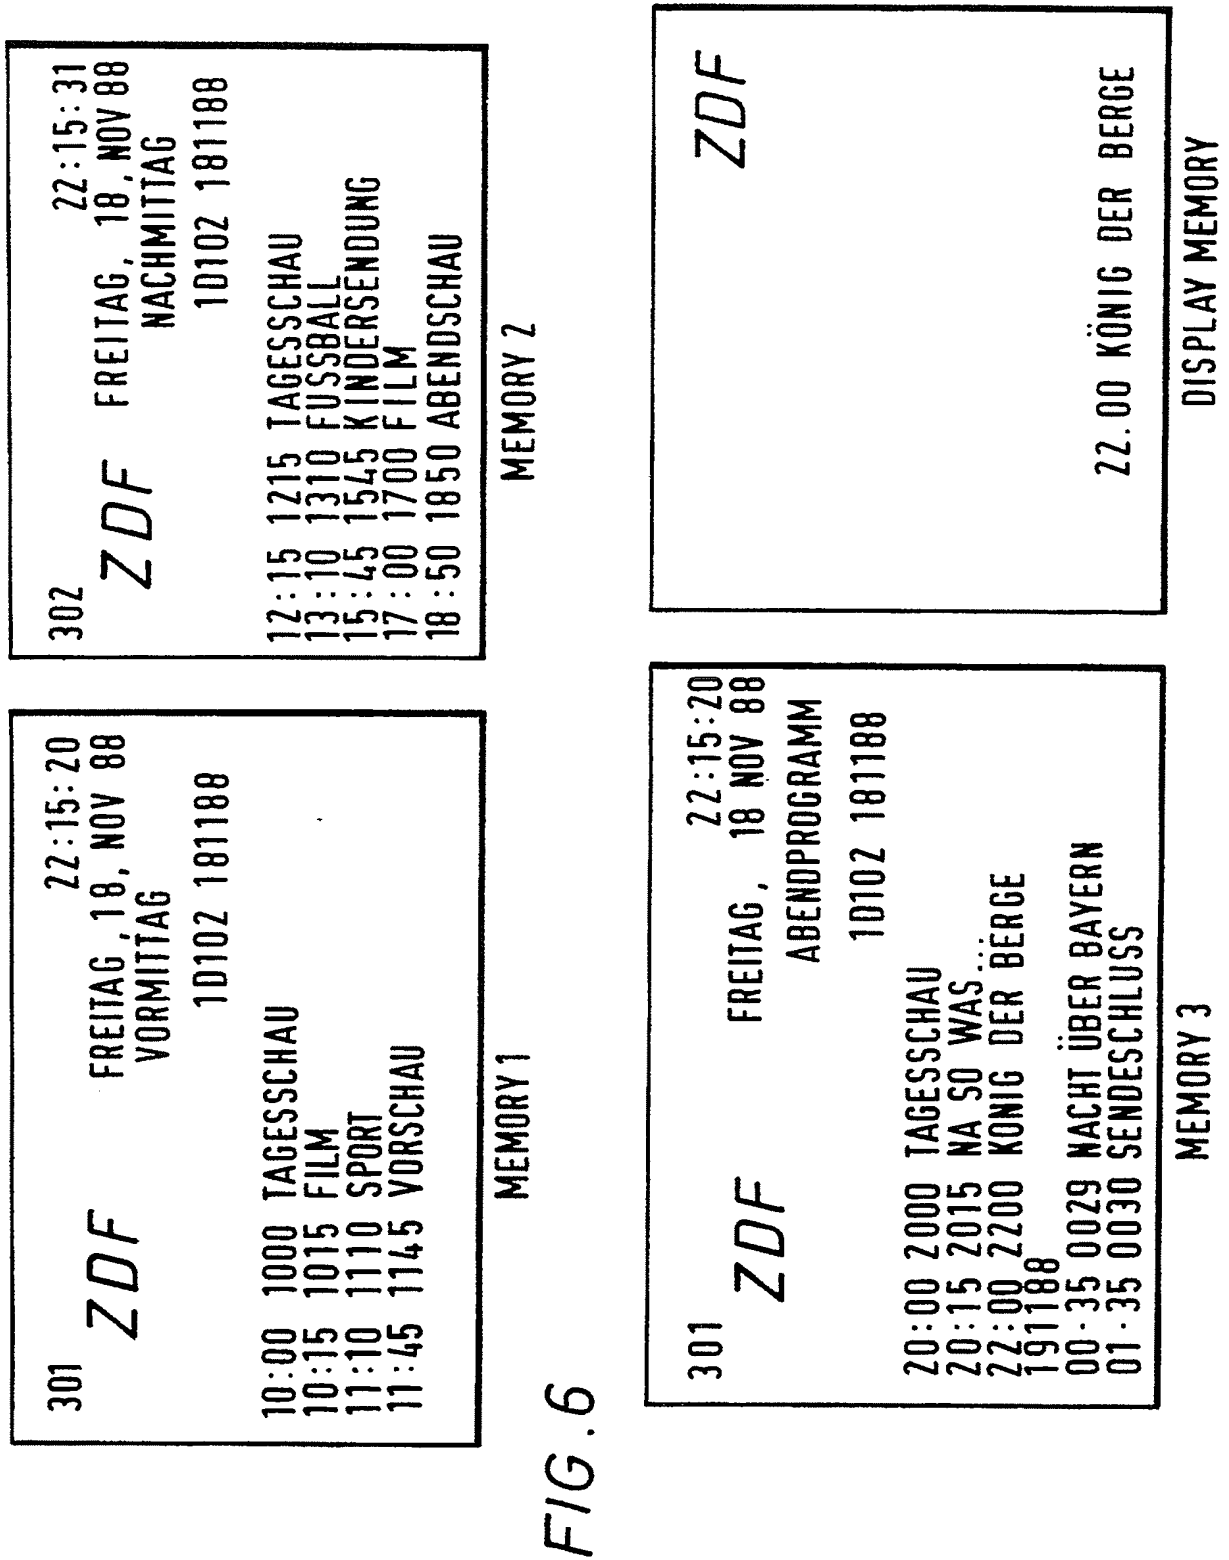 301 22:15:20
ZDF FREITAG, 18, NOV 88
VORMITTAG
1D102 181188
10:00 1000 TAGESSCHAU
10:15 1015 FILM
11:10 1110 SPORT
11:45 1145 VORSCHAU
MEMORY 1
302 22:15:31
ZDF FREITAG, 18, NOV 88
NACHMITTAG
1D102 181188
12:15 1215 TAGESSCHAU
13:10 1310 FUSSBALL
15:45 1545 KINDERSENDUNG
17:00 1700 FILM
18:50 1850 ABENDSCHAU
MEMORY 2
FIG. 6
301 22:15:20
ZDF FREITAG, 18 NOV 88
ABENDPROGRAMM
1D102 181188
20:00 2000 TAGESSCHAU
20:15 2015 NA SO WAS...
22:00 2200 KONIG DER BERGE
191188
00·35 0029 NACHT ÜBER BAYERN
01·35 0030 SENDESCHLUSS
MEMORY 3
ZDF
22.00 KÖNIG DER BERGE
DISPLAY MEMORY